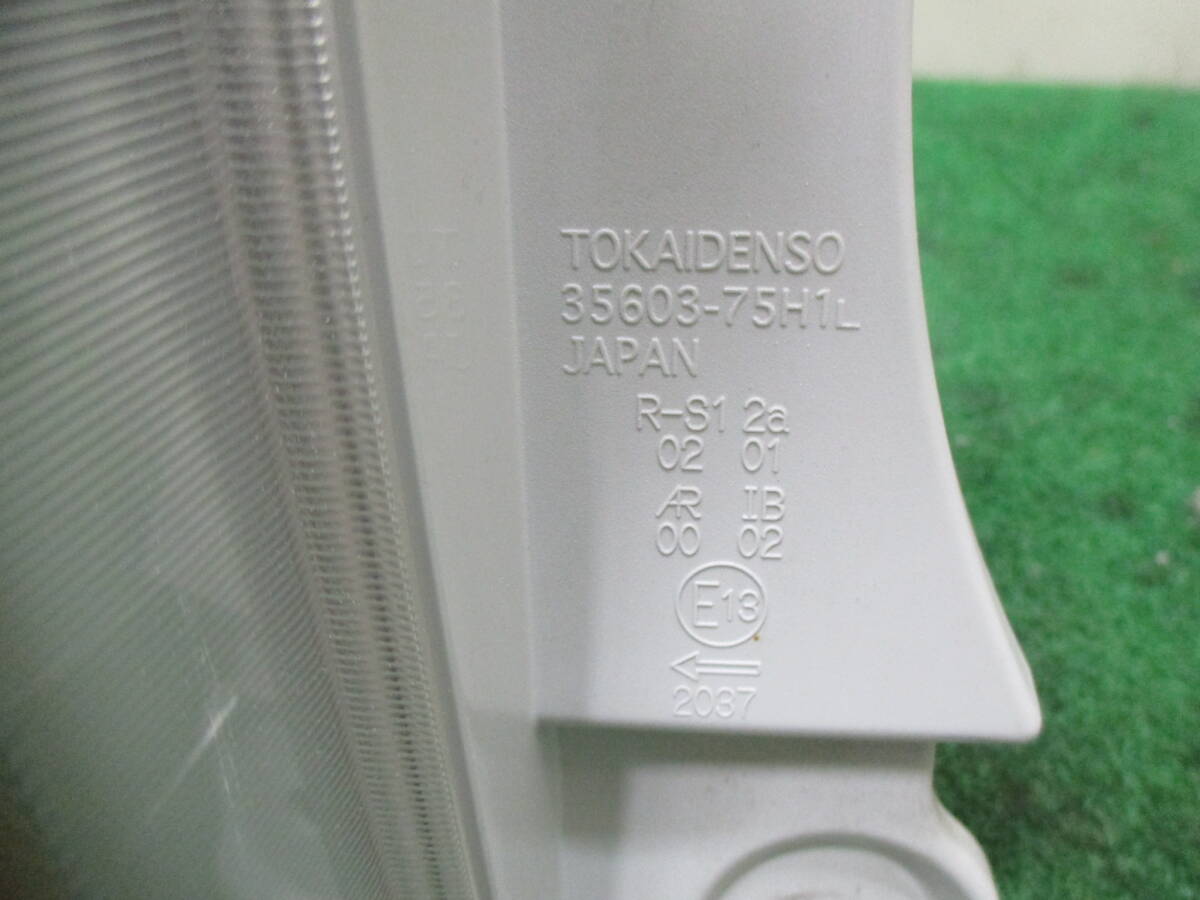 TOKAIDENSO
35603-75H1L
JAPAN
R-S1 2a
02 01
AR IB
00 02
E13
←
2037